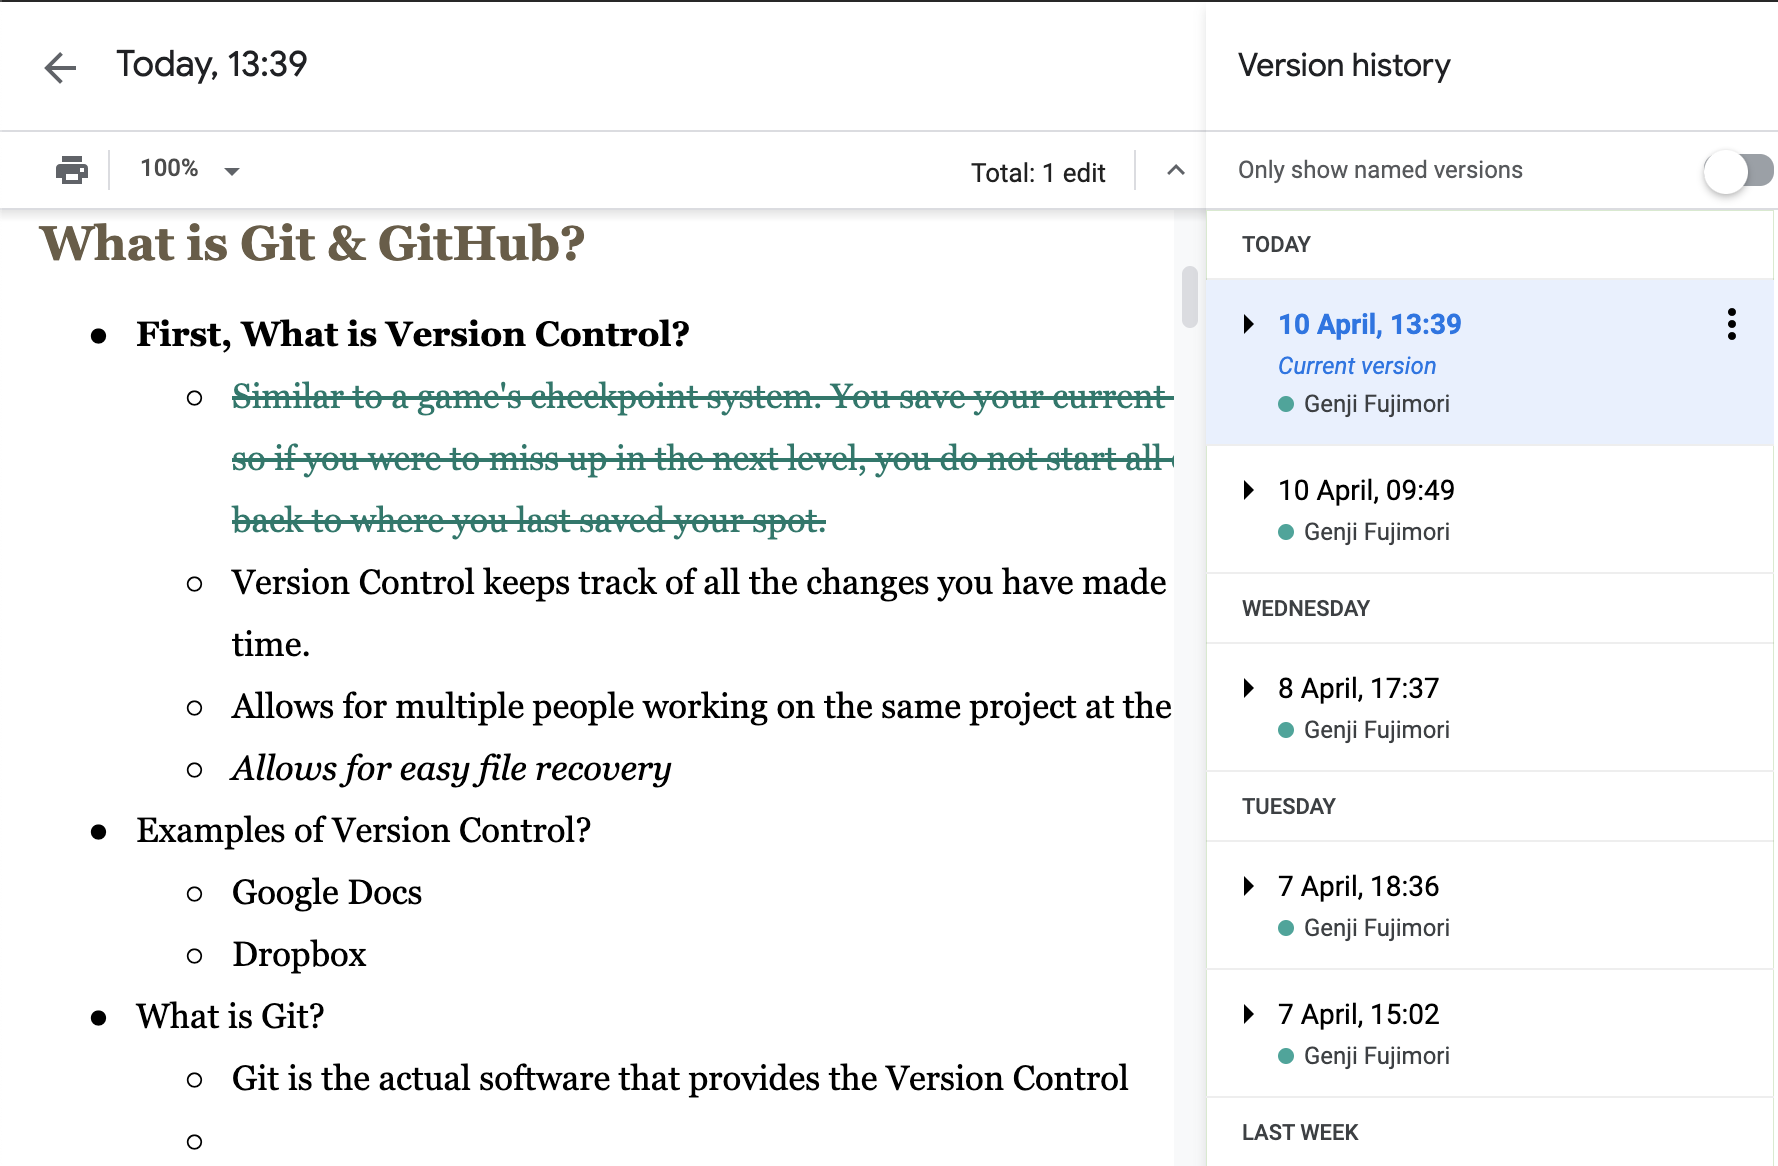 Today, 13:39
100%
Total: 1 edit
What is Git & GitHub?
First, What is Version Control?
Similar to a game's checkpoint system. You save your current
so if you were to miss up in the next level, you do not start all
back to where you last saved your spot.
Version Control keeps track of all the changes you have made
time.
Allows for multiple people working on the same project at the
Allows for easy file recovery
Examples of Version Control?
Google Docs
Dropbox
What is Git?
Git is the actual software that provides the Version Control
Version history
Only show named versions
TODAY
10 April, 13:39
Current version
Genji Fujimori
10 April, 09:49
Genji Fujimori
WEDNESDAY
8 April, 17:37
Genji Fujimori
TUESDAY
7 April, 18:36
Genji Fujimori
7 April, 15:02
Genji Fujimori
LAST WEEK